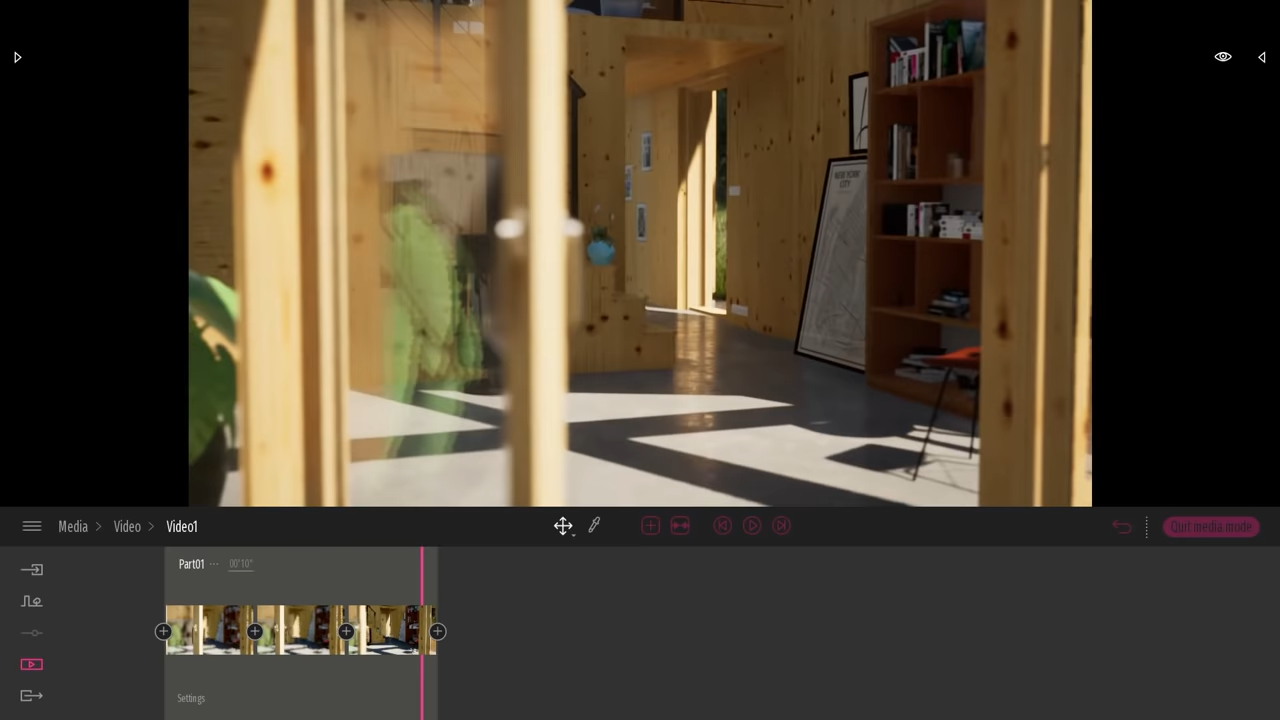 NEW YORK
CITY
Media
Video
Video1
Quit media mode
Part01 ... 00'10"
Settings